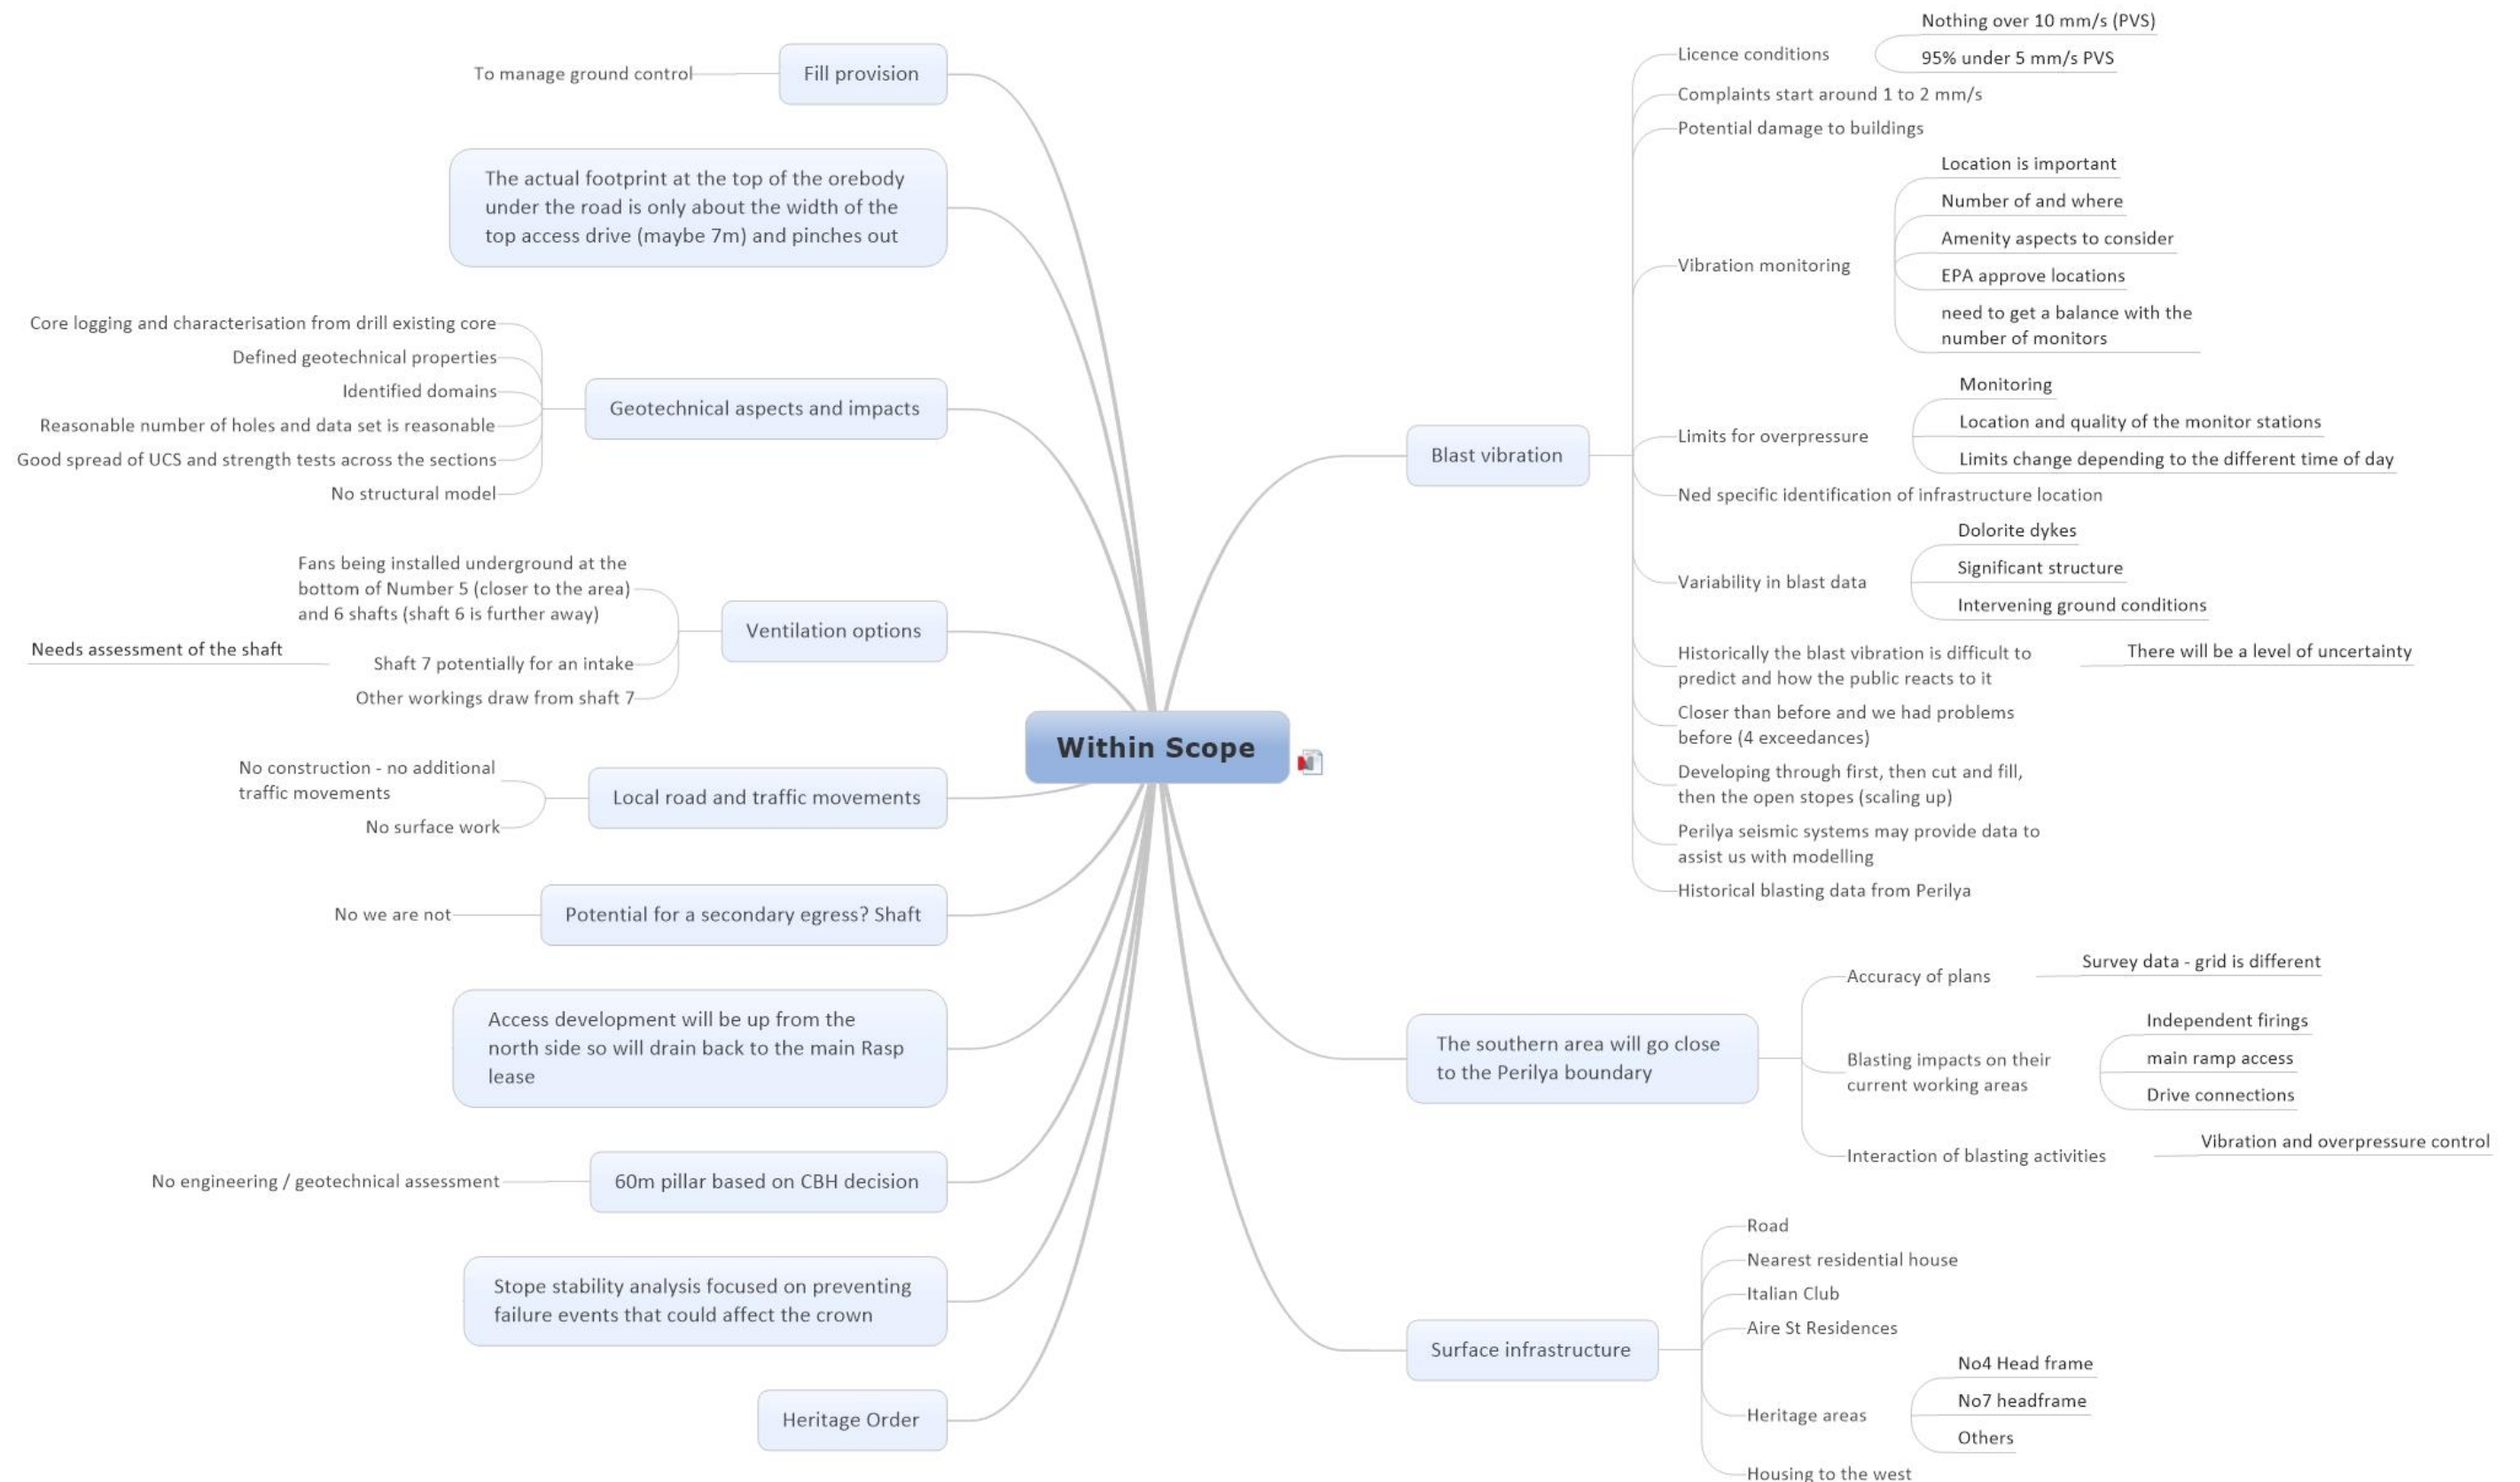 Within Scope
Fill provision
To manage ground control
The actual footprint at the top of the orebody
under the road is only about the width of the
top access drive (maybe 7m) and pinches out
Geotechnical aspects and impacts
Core logging and characterisation from drill existing core
Defined geotechnical properties
Identified domains
Reasonable number of holes and data set is reasonable
Good spread of UCS and strength tests across the sections
No structural model
Ventilation options
Fans being installed underground at the
bottom of Number 5 (closer to the area)
and 6 shafts (shaft 6 is further away)
Shaft 7 potentially for an intake
Needs assessment of the shaft
Other workings draw from shaft 7
Local road and traffic movements
No construction - no additional
traffic movements
No surface work
Potential for a secondary egress? Shaft
No we are not
Access development will be up from the
north side so will drain back to the main Rasp
lease
60m pillar based on CBH decision
No engineering / geotechnical assessment
Stope stability analysis focused on preventing
failure events that could affect the crown
Heritage Order
Blast vibration
Licence conditions
Nothing over 10 mm/s (PVS)
95% under 5 mm/s PVS
Complaints start around 1 to 2 mm/s
Potential damage to buildings
Vibration monitoring
Location is important
Number of and where
Amenity aspects to consider
EPA approve locations
need to get a balance with the
number of monitors
Limits for overpressure
Monitoring
Location and quality of the monitor stations
Limits change depending to the different time of day
Ned specific identification of infrastructure location
Variability in blast data
Dolorite dykes
Significant structure
Intervening ground conditions
Historically the blast vibration is difficult to
predict and how the public reacts to it
There will be a level of uncertainty
Closer than before and we had problems
before (4 exceedances)
Developing through first, then cut and fill,
then the open stopes (scaling up)
Perilya seismic systems may provide data to
assist us with modelling
Historical blasting data from Perilya
The southern area will go close
to the Perilya boundary
Accuracy of plans
Survey data - grid is different
Blasting impacts on their
current working areas
Independent firings
main ramp access
Drive connections
Interaction of blasting activities
Vibration and overpressure control
Surface infrastructure
Road
Nearest residential house
Italian Club
Aire St Residences
Heritage areas
No4 Head frame
No7 headframe
Others
Housing to the west